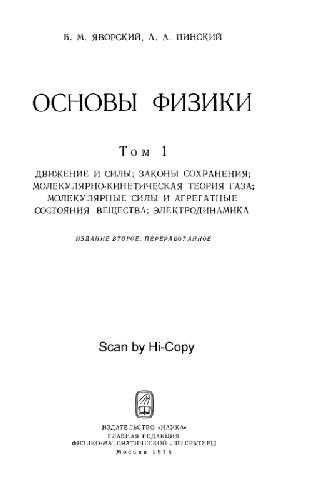 Б. М. ЯВОРСКИЙ, А. А. ПИНСКИЙ
ОСНОВЫ ФИЗИКИ
Том 1
ДВИЖЕНИЕ И СИЛЫ; ЗАКОНЫ СОХРАНЕНИЯ;
МОЛЕКУЛЯРНО-КИНЕТИЧЕСКАЯ ТЕОРИЯ ГАЗА;
МОЛЕКУЛЯРНЫЕ СИЛЫ И АГРЕГАТНЫЕ
СОСТОЯНИЯ ВЕЩЕСТВА; ЭЛЕКТРОДИНАМИКА
ИЗДАНИЕ ВТОРОЕ, ПЕРЕРАБОТАННОЕ
Scan by Hi-Copy
ИЗДАТЕЛЬСТВО «НАУКА»
ГЛАВНАЯ РЕДАКЦИЯ
ФИЗИКО-МАТЕМАТИЧЕСКОЙ ЛИТЕРАТУРЫ
Москва 1974